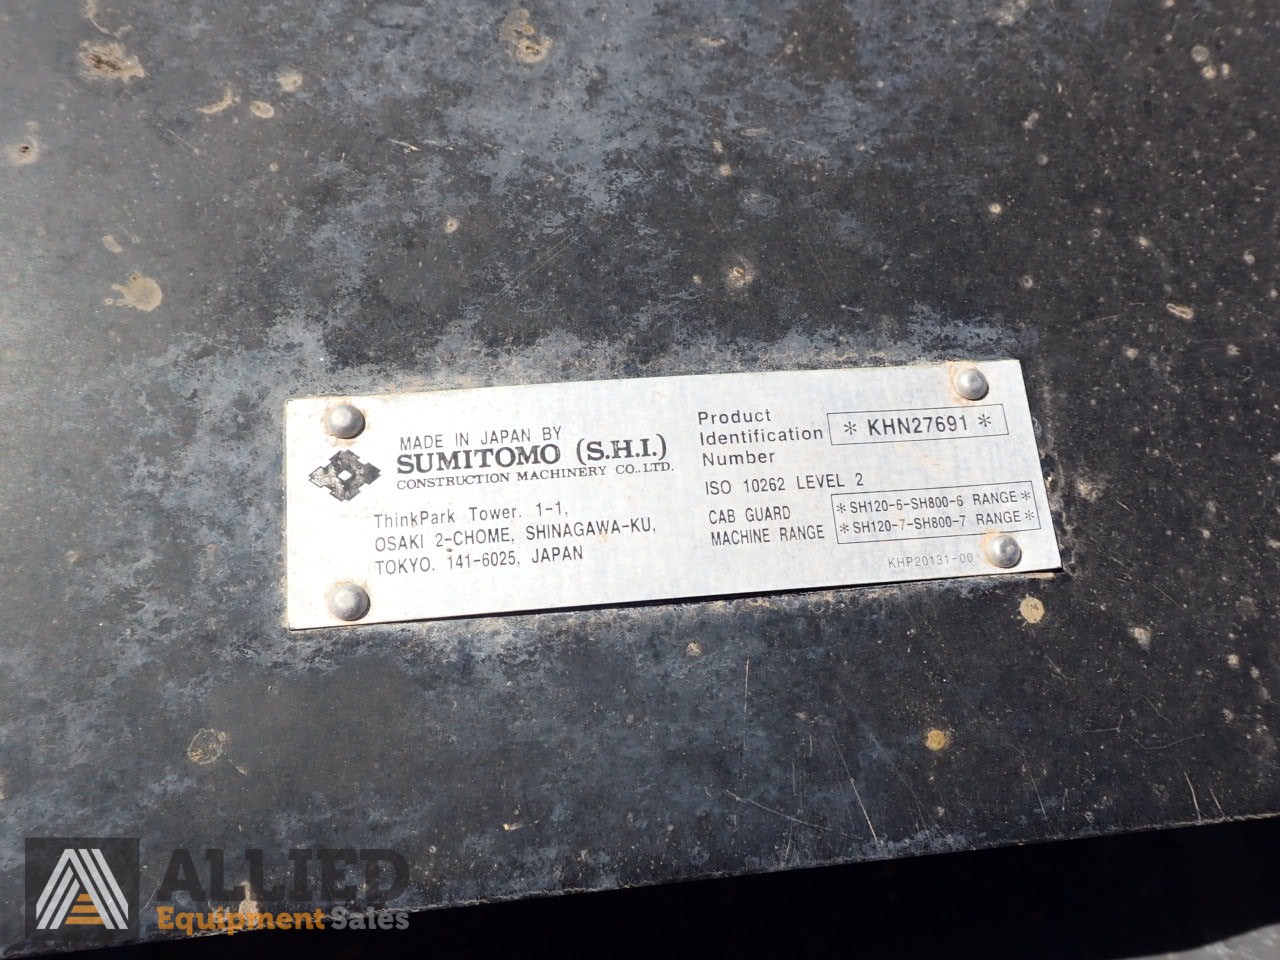 MADE IN JAPAN BY
SUMITOMO (S.H.I.)
CONSTRUCTION MACHINERY CO.,LTD.
ThinkPark Tower. 1-1,
OSAKI 2-CHOME, SHINAGAWA-KU,
TOKYO. 141-6025, JAPAN
Product
Identification
Number
* KHN27691 *
ISO 10262 LEVEL 2
CAB GUARD
MACHINE RANGE
*SH120-6-SH800-6 RANGE*
*SH120-7-SH800-7 RANGE*
KHP20131-00
ALLIED
Equipment Sales